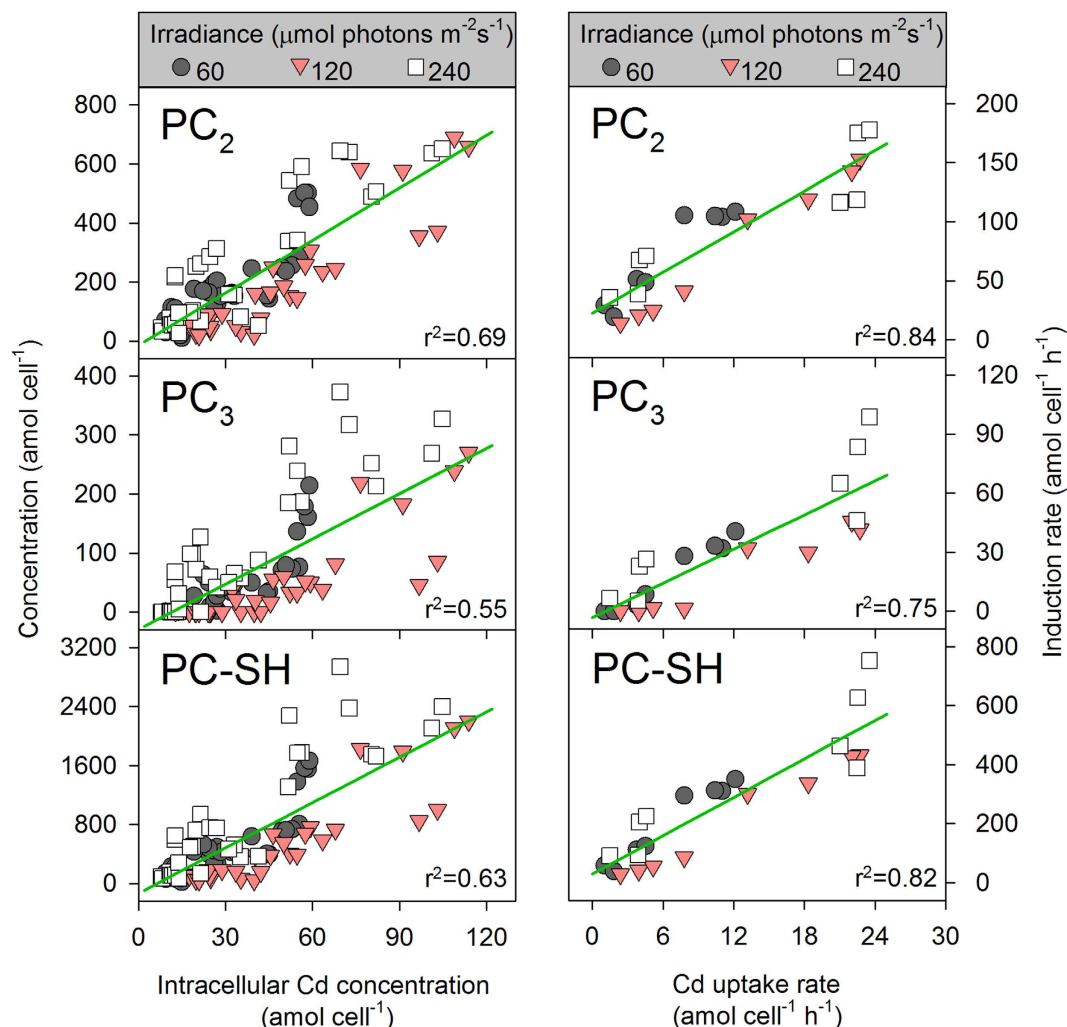 Irradiance (μmol photons m⁻²s⁻¹)
60 120 240
Irradiance (μmol photons m⁻²s⁻¹)
60 120 240
Concentration (amol cell⁻¹)
800
600
400
200
0
PC₂
r²=0.69
400
300
200
100
0
PC₃
r²=0.55
3200
2400
1600
800
0
PC-SH
r²=0.63
0 30 60 90 120
Intracellular Cd concentration
(amol cell⁻¹)
PC₂
r²=0.84
200
150
100
50
0
PC₃
r²=0.75
120
90
60
30
0
PC-SH
r²=0.82
800
600
400
200
0
Induction rate (amol cell⁻¹ h⁻¹)
0 6 12 18 24 30
Cd uptake rate
(amol cell⁻¹ h⁻¹)